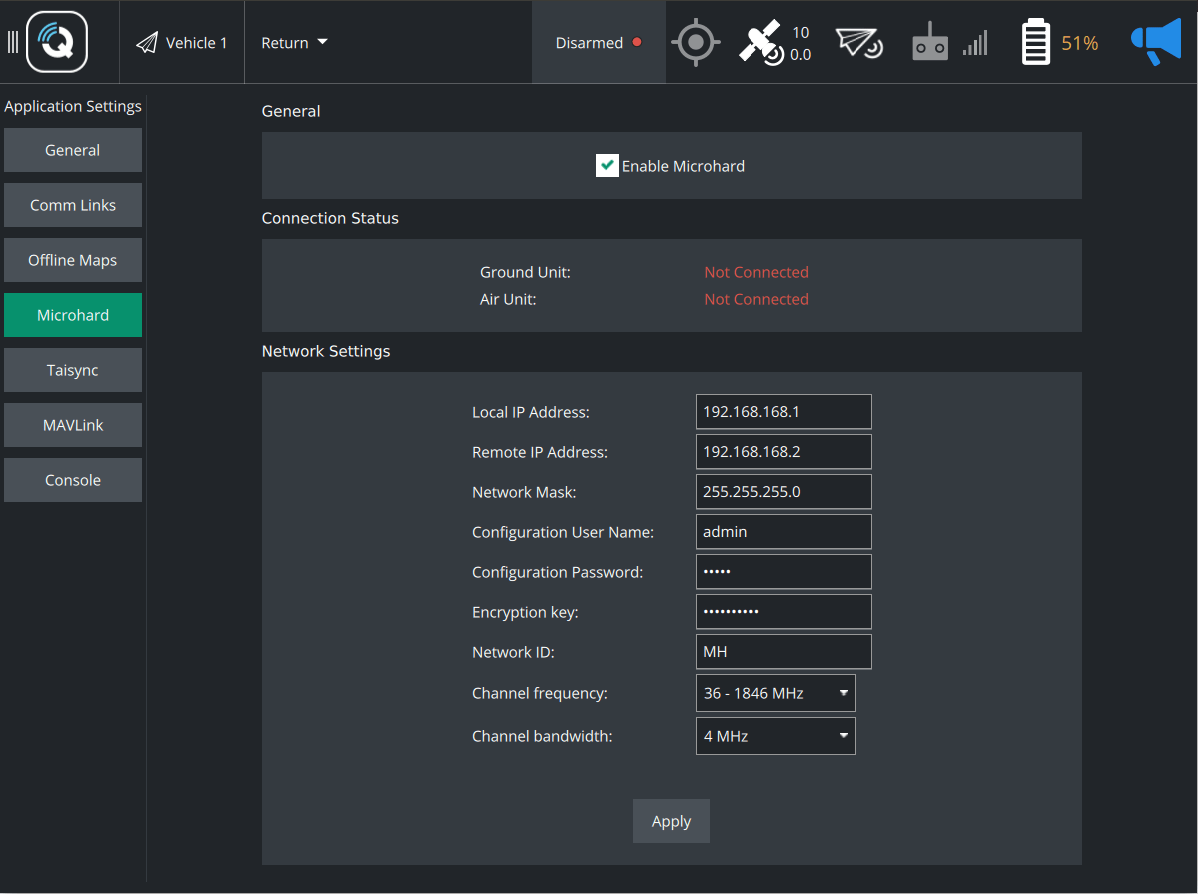 Vehicle 1
Return
Disarmed
10
0.0
51%
Application Settings
General
Comm Links
Offline Maps
Microhard
Taisync
MAVLink
Console
General
Enable Microhard
Connection Status
Ground Unit: Not Connected
Air Unit: Not Connected
Network Settings
Local IP Address: 192.168.168.1
Remote IP Address: 192.168.168.2
Network Mask: 255.255.255.0
Configuration User Name: admin
Configuration Password: •••••
Encryption key: ••••••••••
Network ID: MH
Channel frequency: 36 - 1846 MHz
Channel bandwidth: 4 MHz
Apply